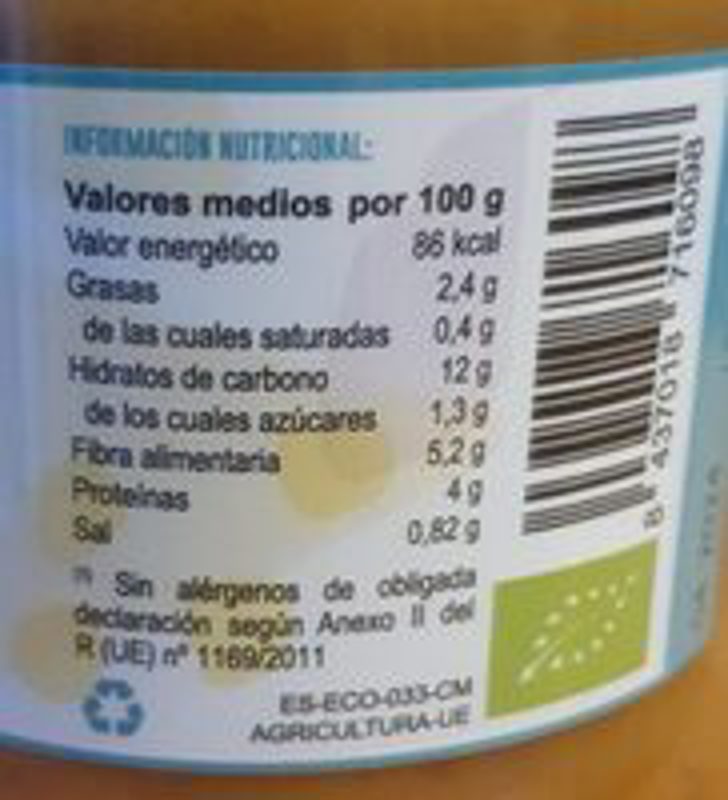 INFORMACIÓN NUTRICIONAL:
Valores medios por 100 g
Valor energético 86 kcal
Grasas 2,4 g
de las cuales saturadas 0,4 g
Hidratos de carbono 12 g
de los cuales azúcares 1,3 g
Fibra alimentaria 5,2 g
Proteínas 4 g
Sal 0,82 g
Sin alérgenos de obligada
declaración según Anexo II del
R (UE) nº 1169/2011
ES-ECO-033-CM
AGRICULTURA-UE
8 437018 716098